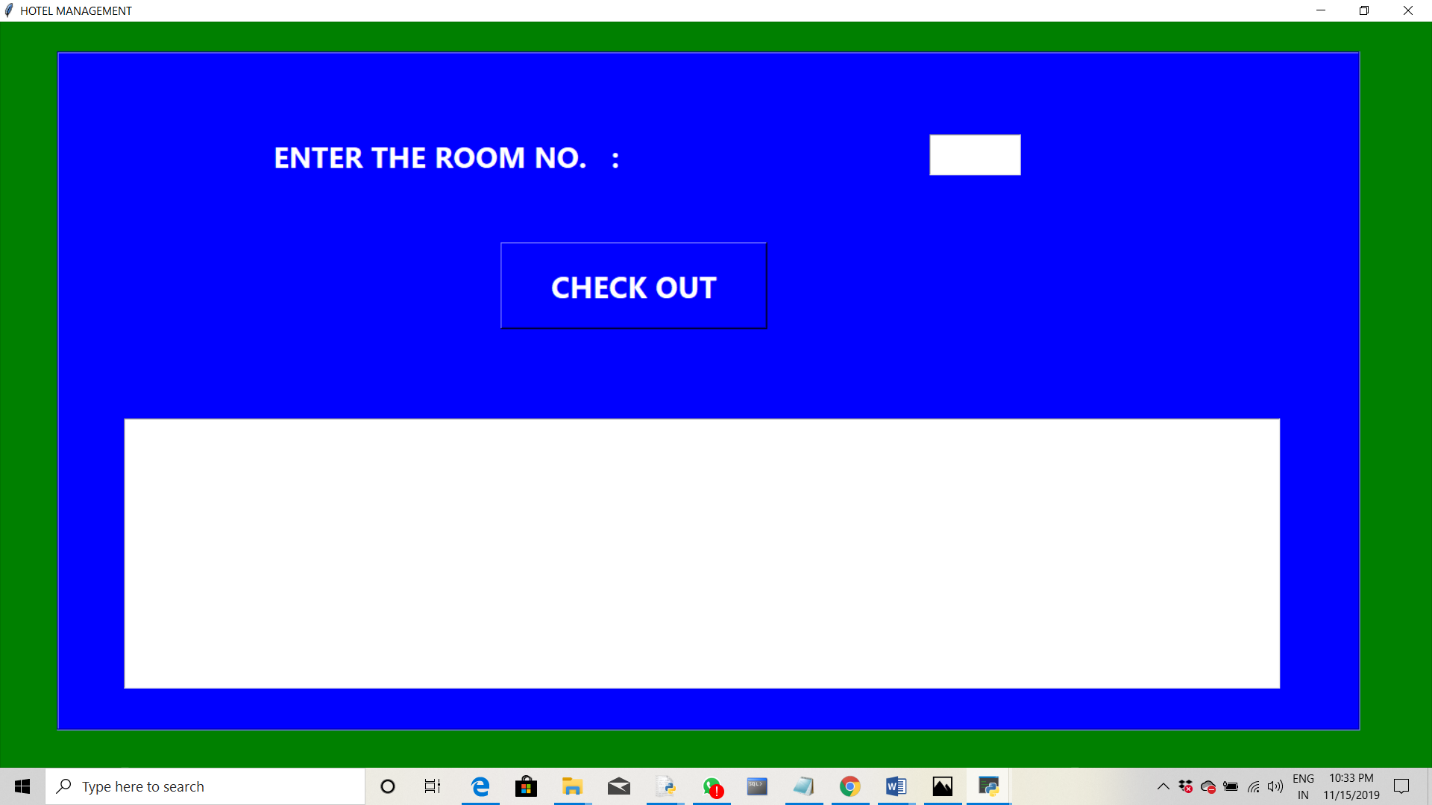 HOTEL MANAGEMENT
ENTER THE ROOM NO. :
CHECK OUT
Type here to search
ENG
IN
10:33 PM
11/15/2019